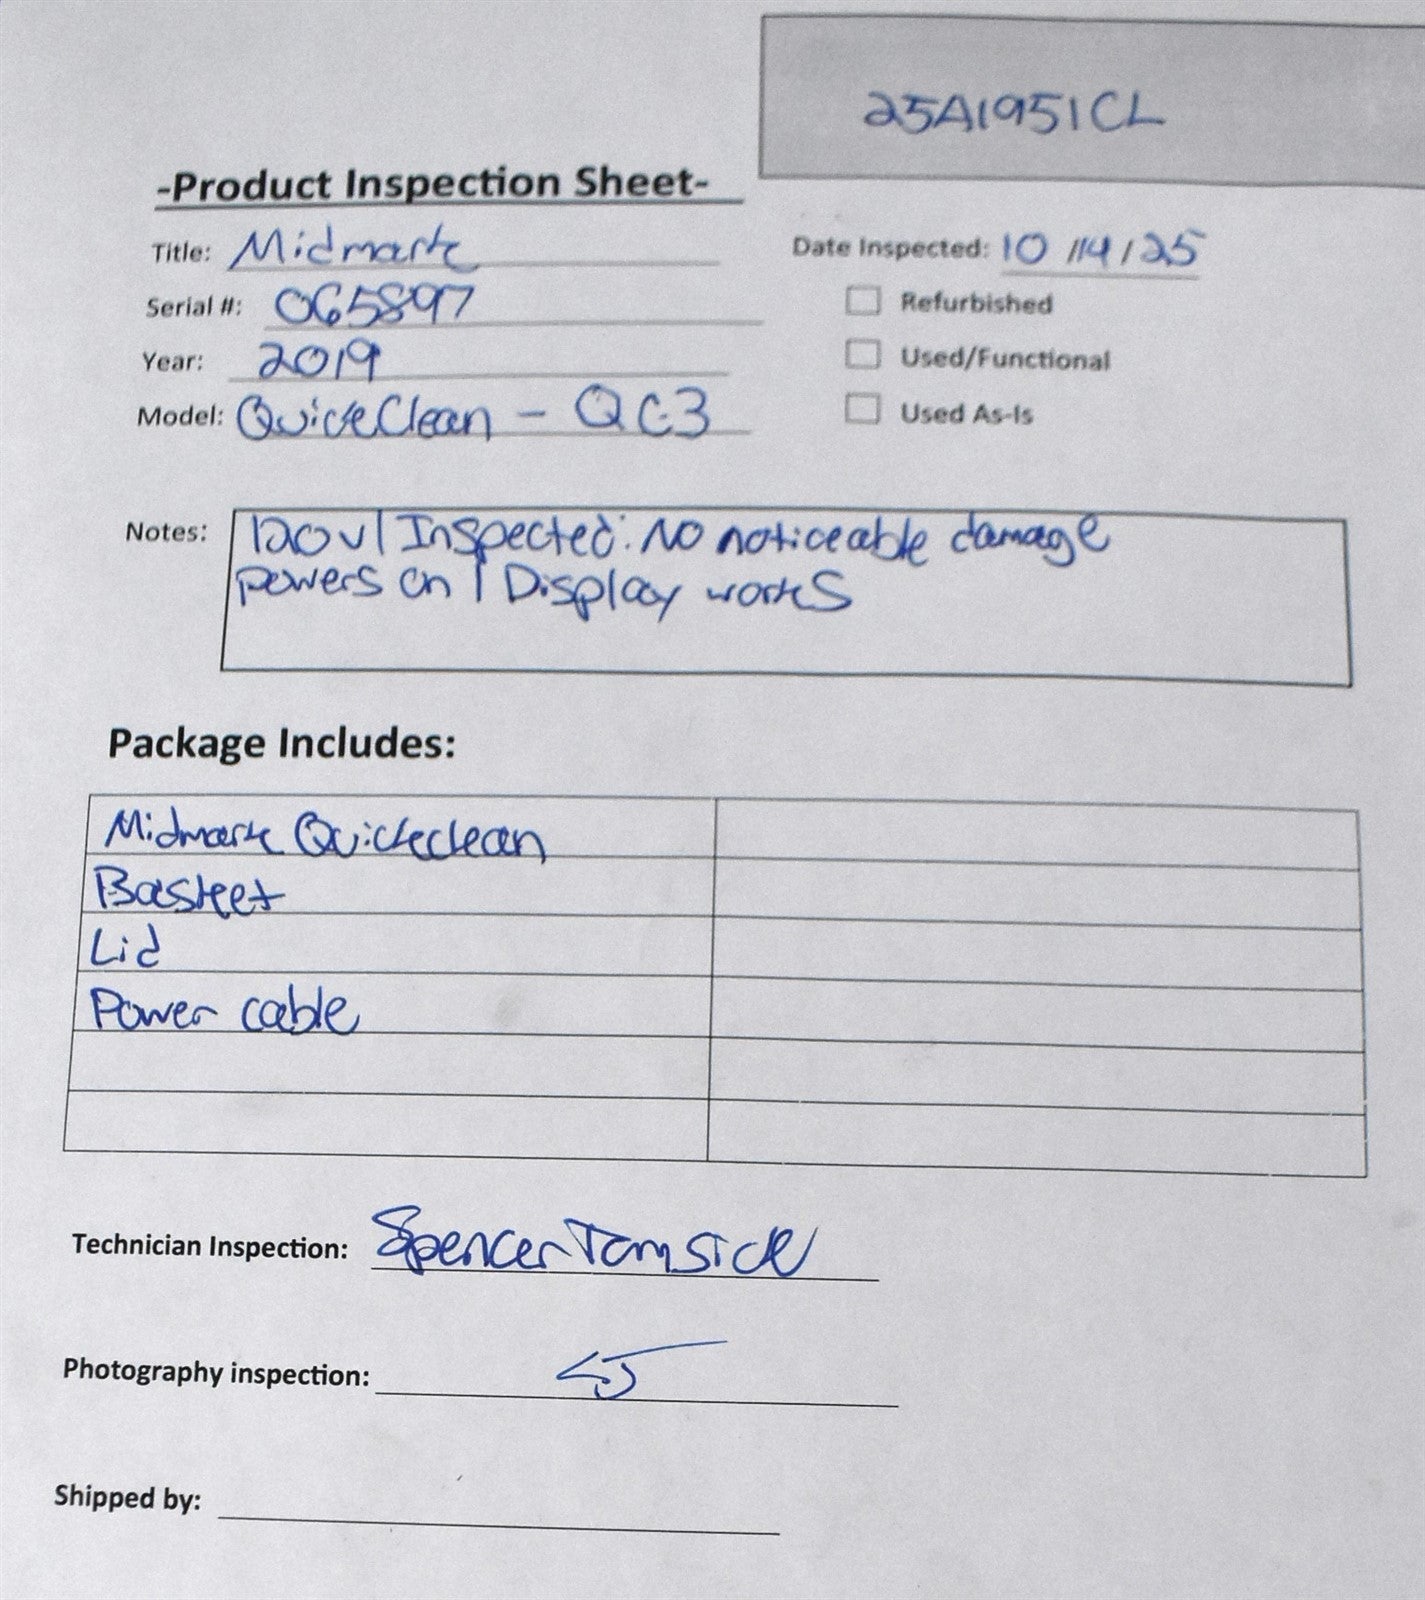 25A1951CL
-Product Inspection Sheet-
Title: Midmark
Date Inspected: 10/14/25
Serial #: 065897
Refurbished
Year: 2019
Used/Functional
Model: QuickClean - QC3
Used As-Is
Notes: 120v | Inspected: No noticeable damage
powers on | Display works
Package Includes:
Midmark Quickclean
Basket
Lid
Power cable
Technician Inspection: Spencer Tomsick
Photography inspection:
Shipped by: